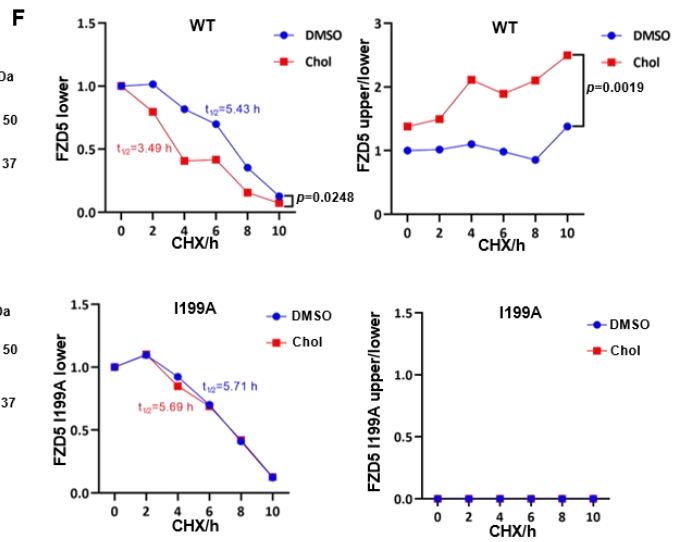 F
Da
50
37
WT
FZD5 lower
1.5
1.0
0.5
0.0
DMSO
Chol
t1/2=5.43 h
t1/2=3.49 h
p=0.0248
0 2 4 6 8 10
CHX/h
WT
FZD5 upper/lower
3
2
1
0
DMSO
Chol
p=0.0019
0 2 4 6 8 10
CHX/h
Da
50
37
I199A
FZD5 I199A lower
1.5
1.0
0.5
0.0
DMSO
Chol
t1/2=5.71 h
t1/2=5.69 h
0 2 4 6 8 10
CHX/h
I199A
FZD5 I199A upper/lower
1.5
1.0
0.5
0.0
DMSO
Chol
0 2 4 6 8 10
CHX/h